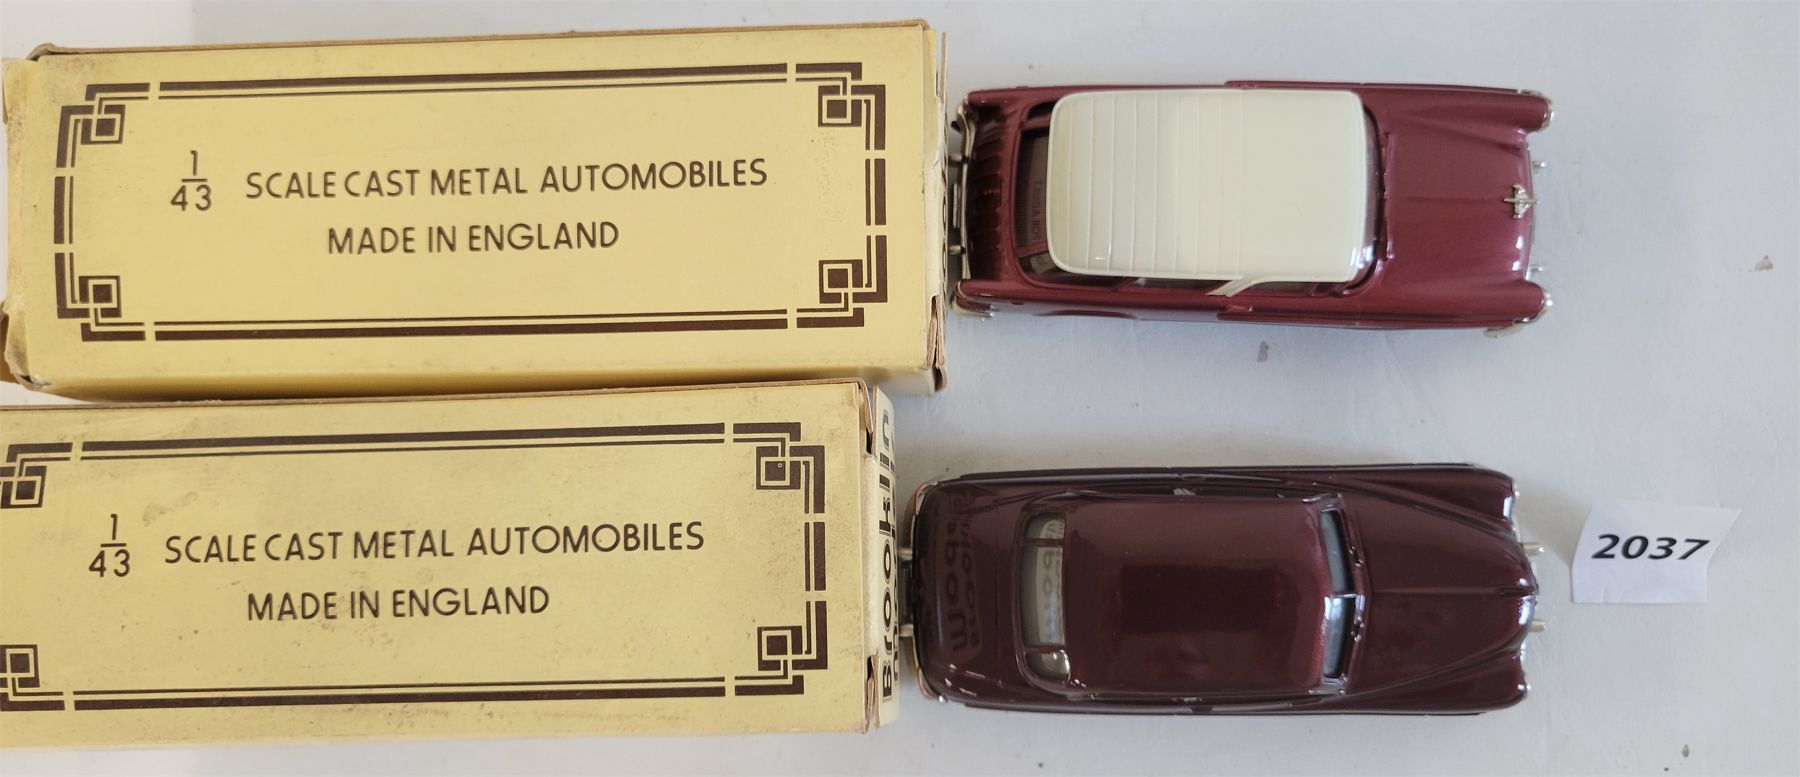 1/43 SCALE CAST METAL AUTOMOBILES
MADE IN ENGLAND
1/43 SCALE CAST METAL AUTOMOBILES
MADE IN ENGLAND
Brooklin
2037